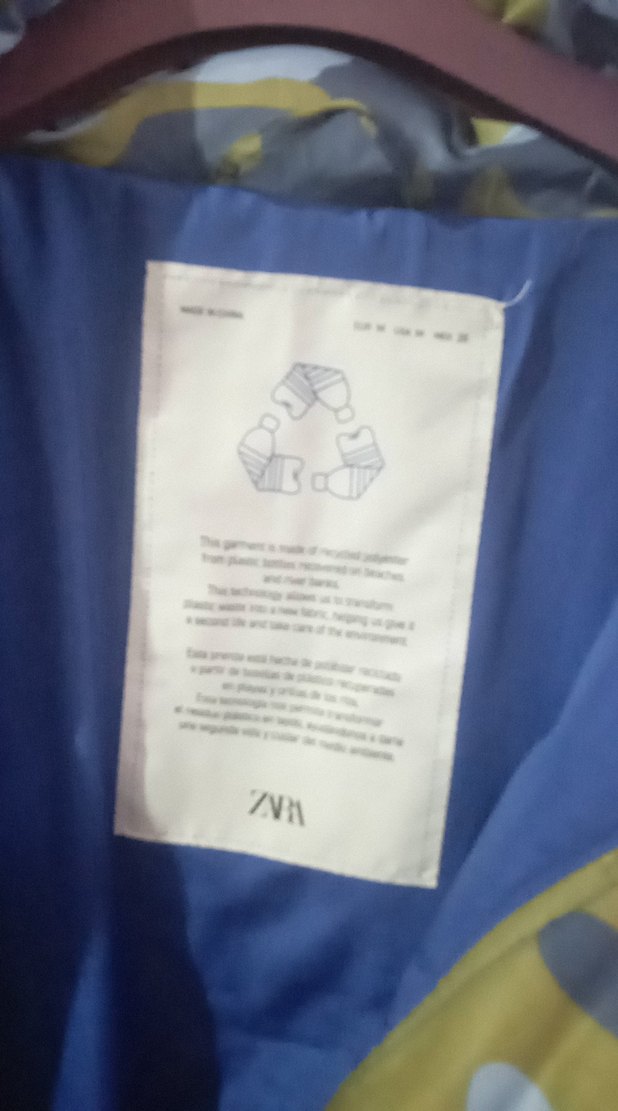 MADE IN CHINA
EUR M USA M MEX
This garment is made of recycled polyester
from plastic bottles recovered on beaches
and river banks.
This technology allows us to transform
plastic waste into a new fabric, helping us give it
a second life and take care of the environment.
Esta prenda está hecha de poliéster reciclado
a partir de botellas de plástico recuperadas
en playas y orillas de los ríos.
Esta tecnología nos permite transformar
el residuo plástico en tejido, ayudándonos a darle
una segunda vida y cuidar del medio ambiente.
ZARA